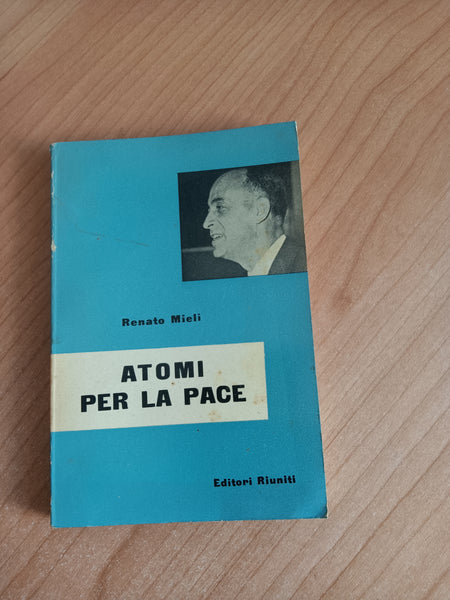 Renato Mieli
ATOMI
PER LA PACE
Editori Riuniti